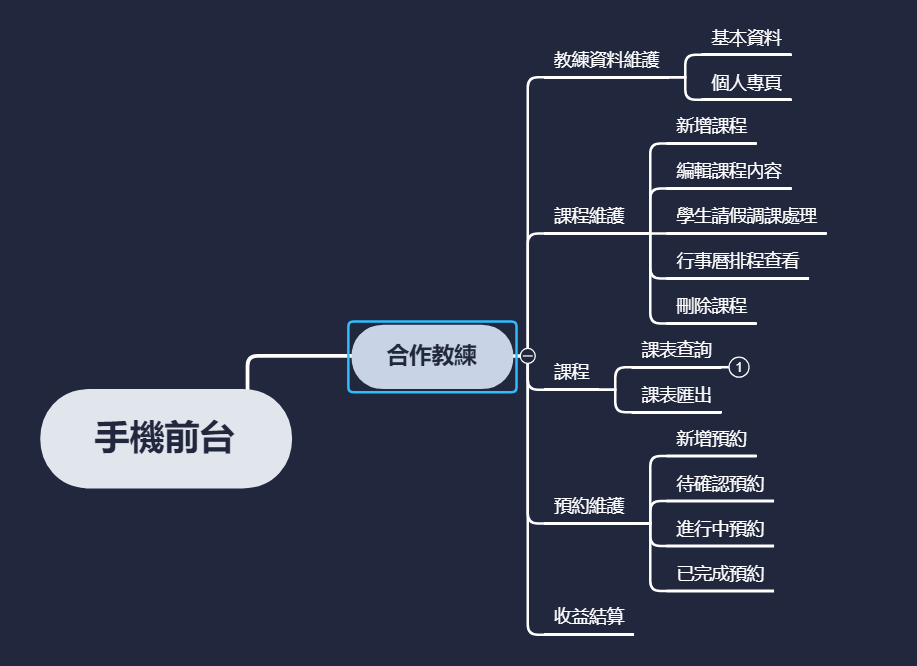 手機前台
合作教練
教練資料維護
基本資料
個人專頁
課程維護
新增課程
編輯課程内容
學生請假調課處理
行事曆排程查看
刪除課程
課程
課表查詢
1
課表匯出
預約維護
新增預約
待確認預約
進行中預約
已完成預約
收益結算